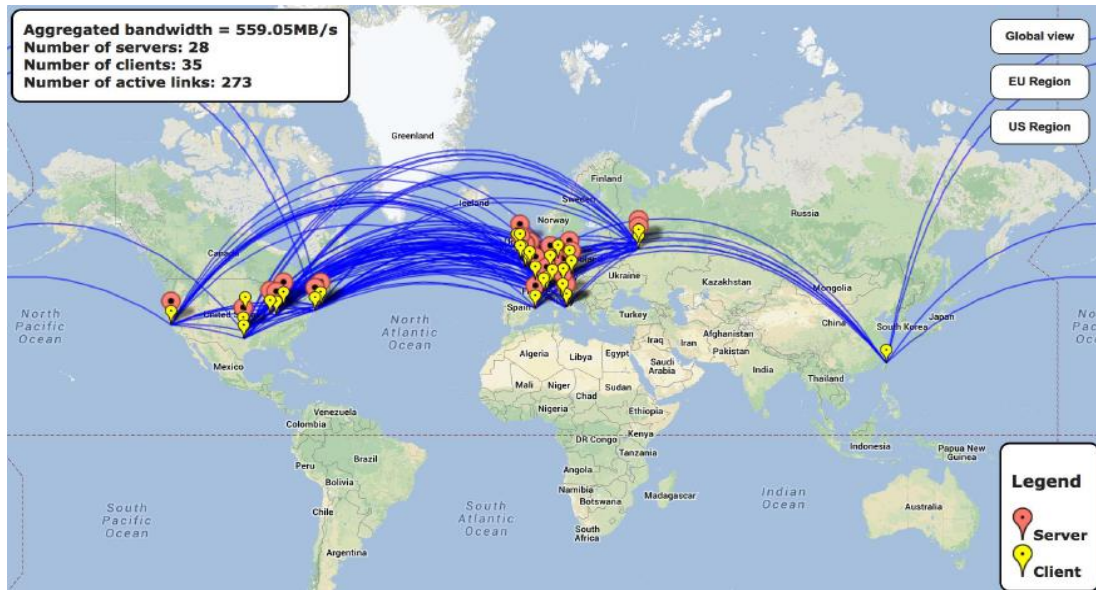 Aggregated bandwidth = 559.05MB/s
Number of servers: 28
Number of clients: 35
Number of active links: 273
Global view
EU Region
US Region
Greenland
Iceland
Finland
Sweden
Norway
Russia
Canada
Ukraine
Kazakhstan
Mongolia
North
Pacific
Ocean
United
North
Atlantic
Ocean
Spain
Turkey
China
South Korea
Japan
Mexico
Algeria
Libya
Egypt
Iraq
Iran
Afghanistan
Pakistan
Saudi
Arabia
India
Thailand
Mali
Niger
Chad
Sudan
Nigeria
Ethiopia
Venezuela
Colombia
DR Congo
Kenya
Tanzania
Indonesia
Papua New
Guinea
Peru
Brazil
Bolivia
Chile
Argentina
Angola
Namibia
Botswana
Madagascar
South
Africa
South
Pacific
Ocean
South
Atlantic
Ocean
Indian
Ocean
Australia
Legend
Server
Client